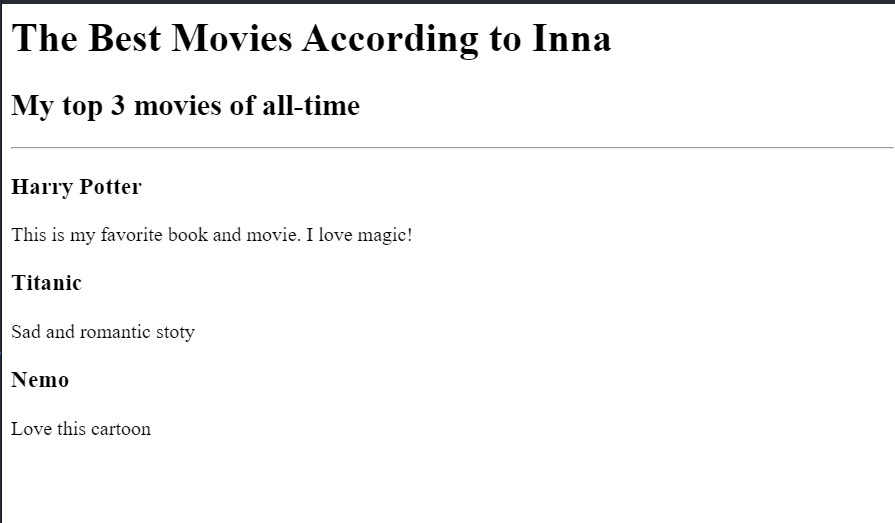 The Best Movies According to Inna
My top 3 movies of all-time
Harry Potter
This is my favorite book and movie. I love magic!
Titanic
Sad and romantic stoty
Nemo
Love this cartoon